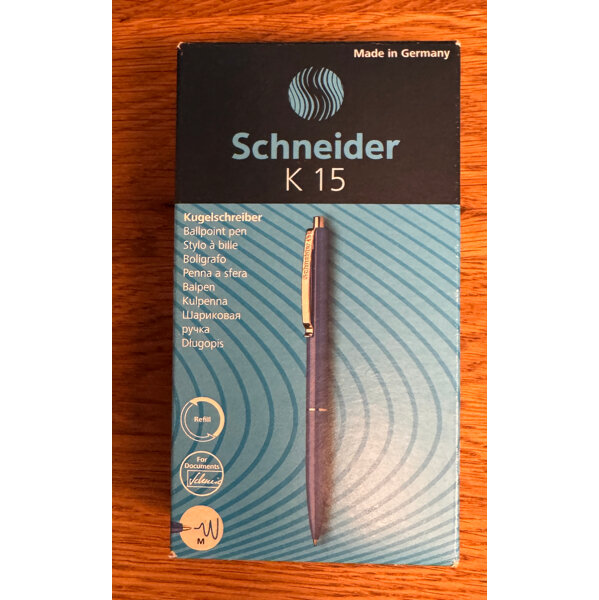 Made in Germany
Schneider
K 15
Kugelschreiber
Ballpoint pen
Stylo à bille
Bolígrafo
Penna a sfera
Balpen
Kulpenna
Шариковая
ручка
Długopis
Refill
For
Documents
M